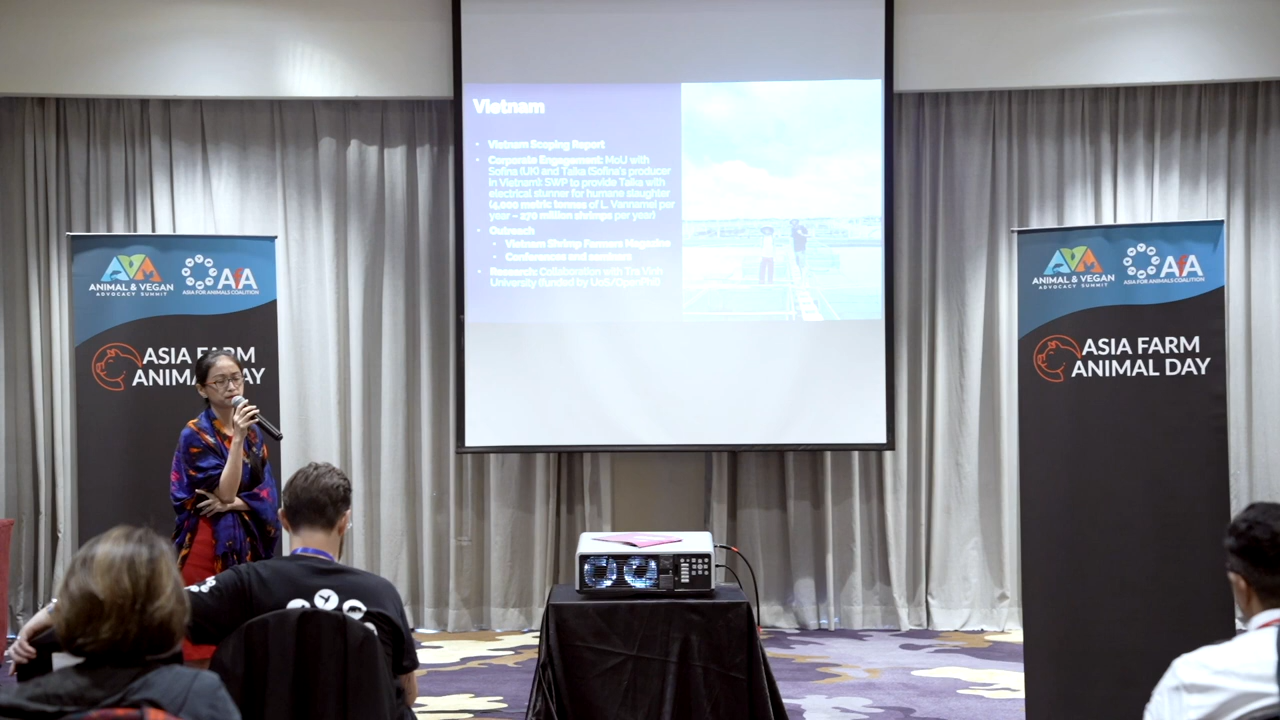 Vietnam
• Vietnam Scoping Report
• Corporate Engagement: MoU with
Sofina (UK) and Taika (Sofina's producer
in Vietnam): SWP to provide Taika with
electrical stunner for humane slaughter
(4,000 metric tonnes of L. Vannamei per
year – 270 million shrimps per year)
• Outreach
• Vietnam Shrimp Farmers Magazine
• Conferences and seminars
• Research: Collaboration with Tra Vinh
University (funded by
ANIMAL & VEGAN
ADVOCACY SUMMIT
AfA
ASIA FOR ANIMALS COALITION
ASIA FARM
ANIMAL DAY
ANIMAL & VEGAN
ADVOCACY SUMMIT
AfA
ASIA FOR ANIMALS COALITION
ASIA FARM
ANIMAL DAY